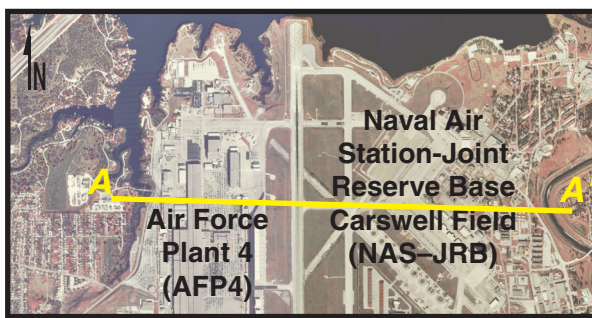 N
Naval Air
Station-Joint
Reserve Base
Carswell Field
(NAS–JRB)
A
A
Air Force
Plant 4
(AFP4)